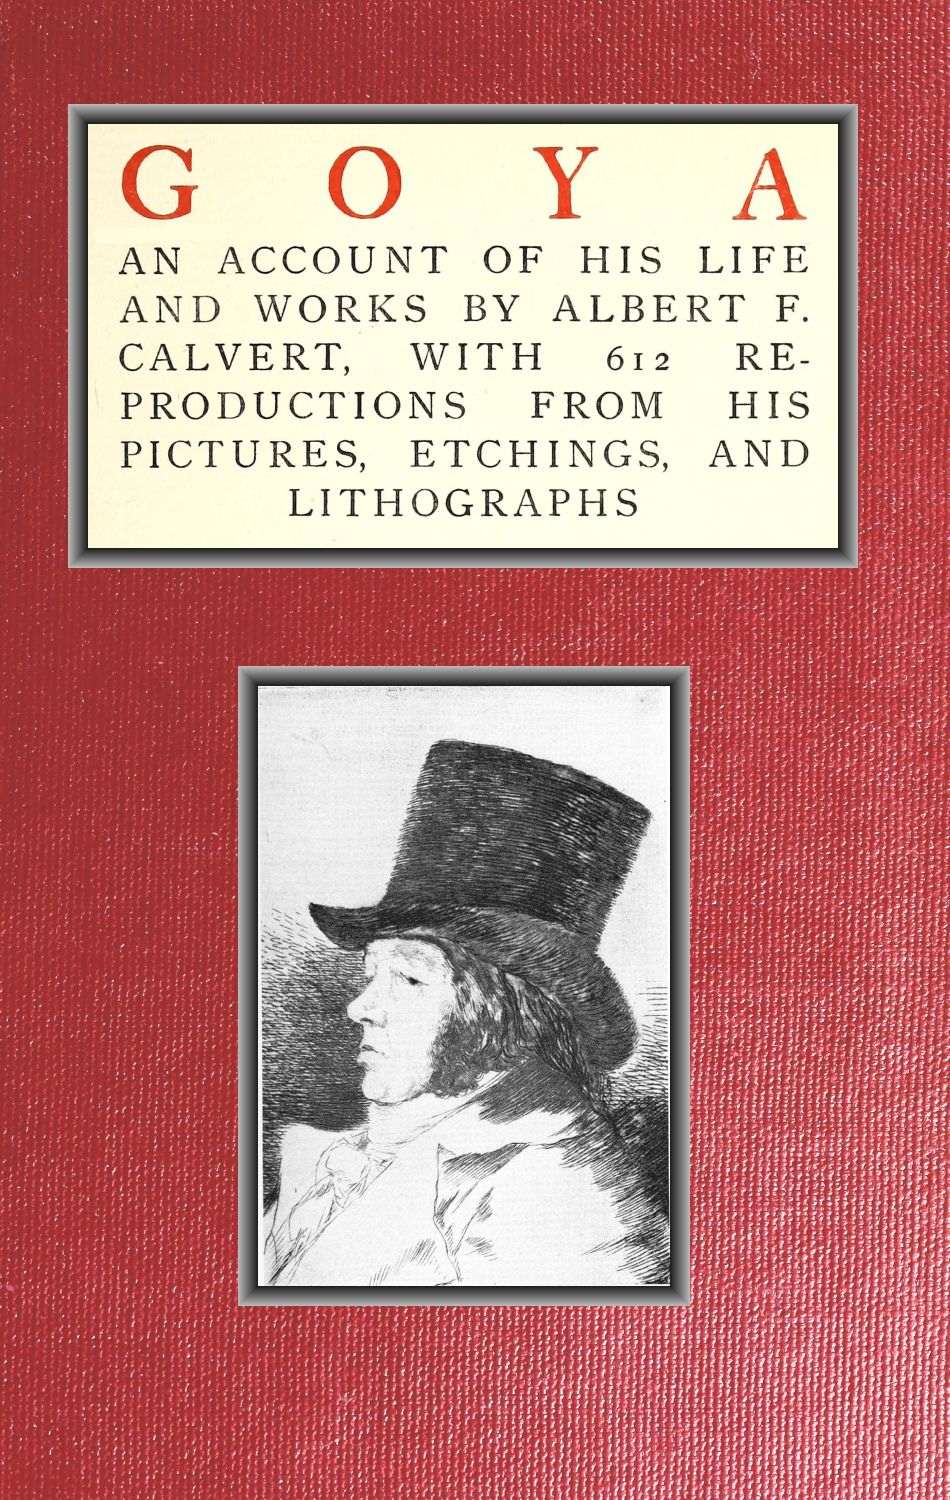 GOYA
AN ACCOUNT OF HIS LIFE
AND WORKS BY ALBERT F.
CALVERT, WITH 612 RE-
PRODUCTIONS FROM HIS
PICTURES, ETCHINGS, AND
LITHOGRAPHS